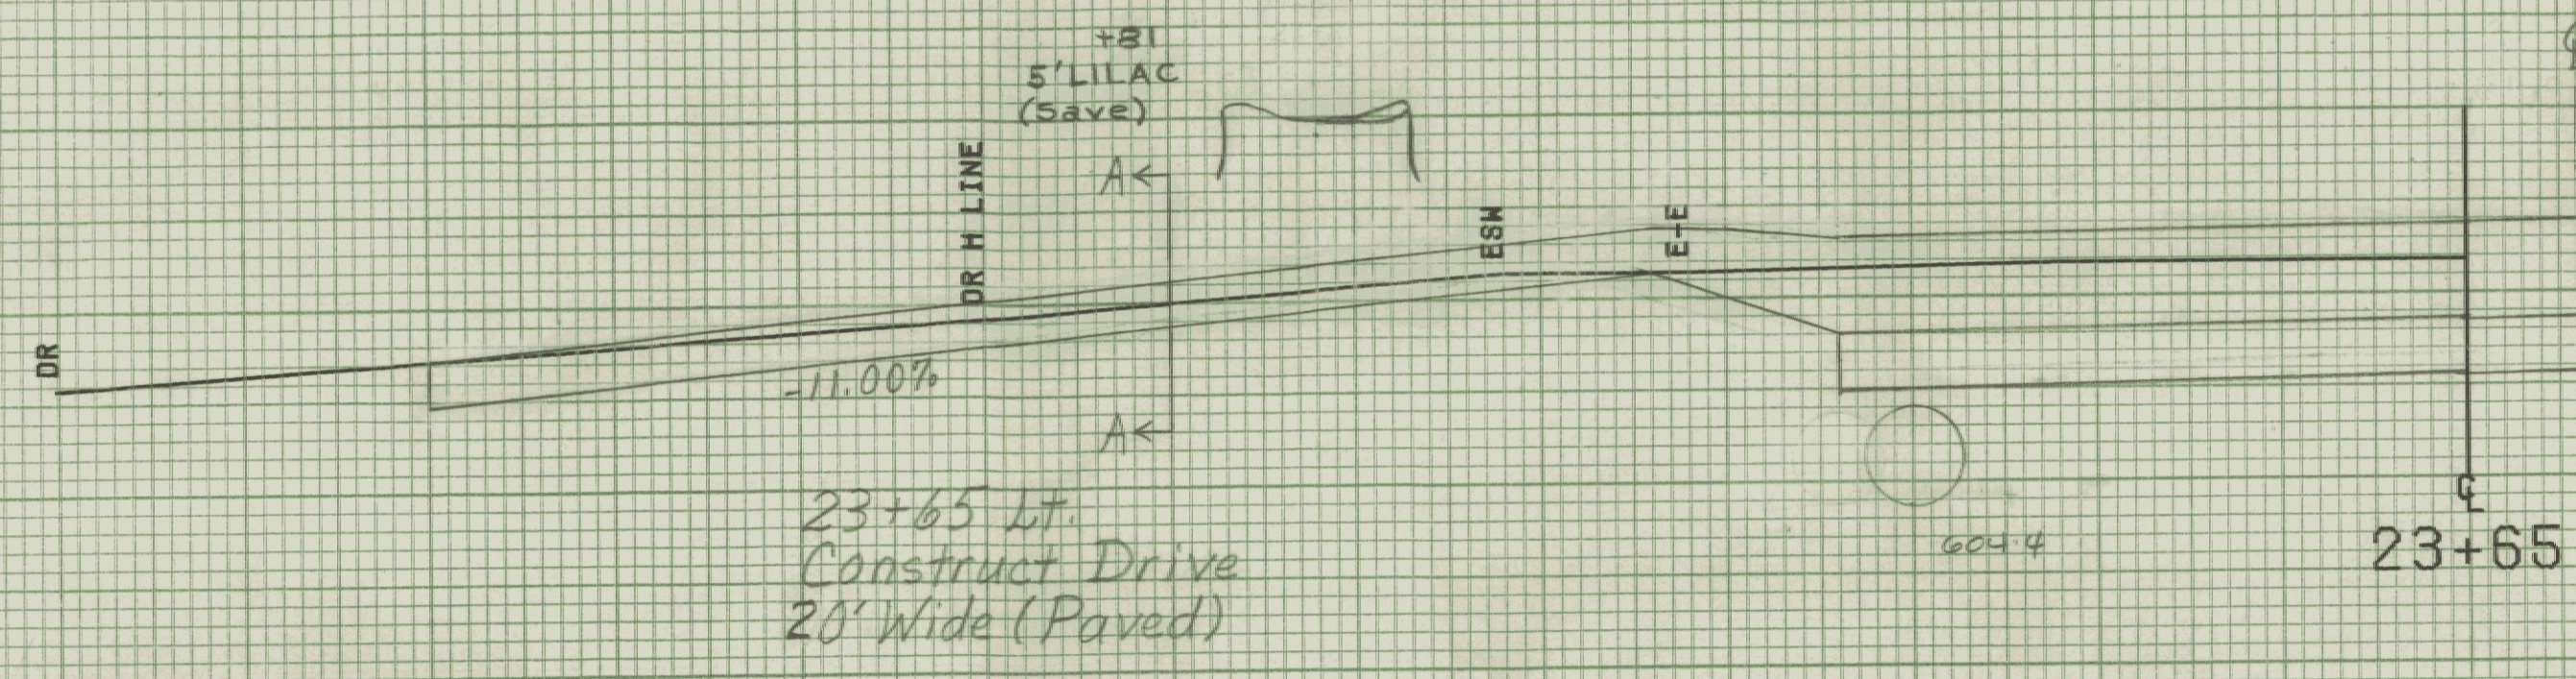 +81
5' LILAC
(Save)
A
DR H LINE
ESW
E-E
DR
-11.00%
A
23+65 Lt.
Construct Drive
20' Wide (Paved)
604.4
℄
23+65